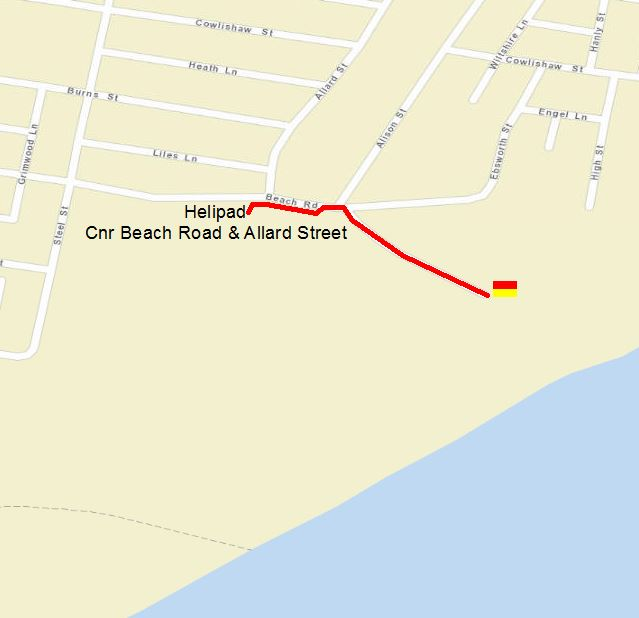 Cowlishaw St
Hanly St
Wiltshire Ln
Heath Ln
Cowlishaw St
Allard St
Burns St
Alison St
Engel Ln
Grimwood Ln
Liles Ln
Ebsworth St
High St
Beach Rd
Steel St
Helipad
Cnr Beach Road & Allard Street